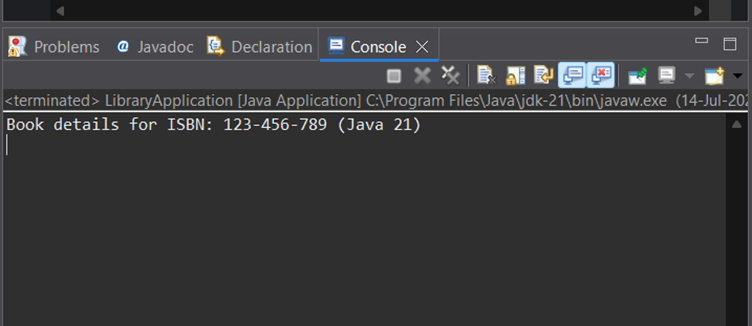 Problems @ Javadoc Declaration Console
<terminated> LibraryApplication [Java Application] C:\Program Files\Java\jdk-21\bin\javaw.exe (14-Jul-202
Book details for ISBN: 123-456-789 (Java 21)